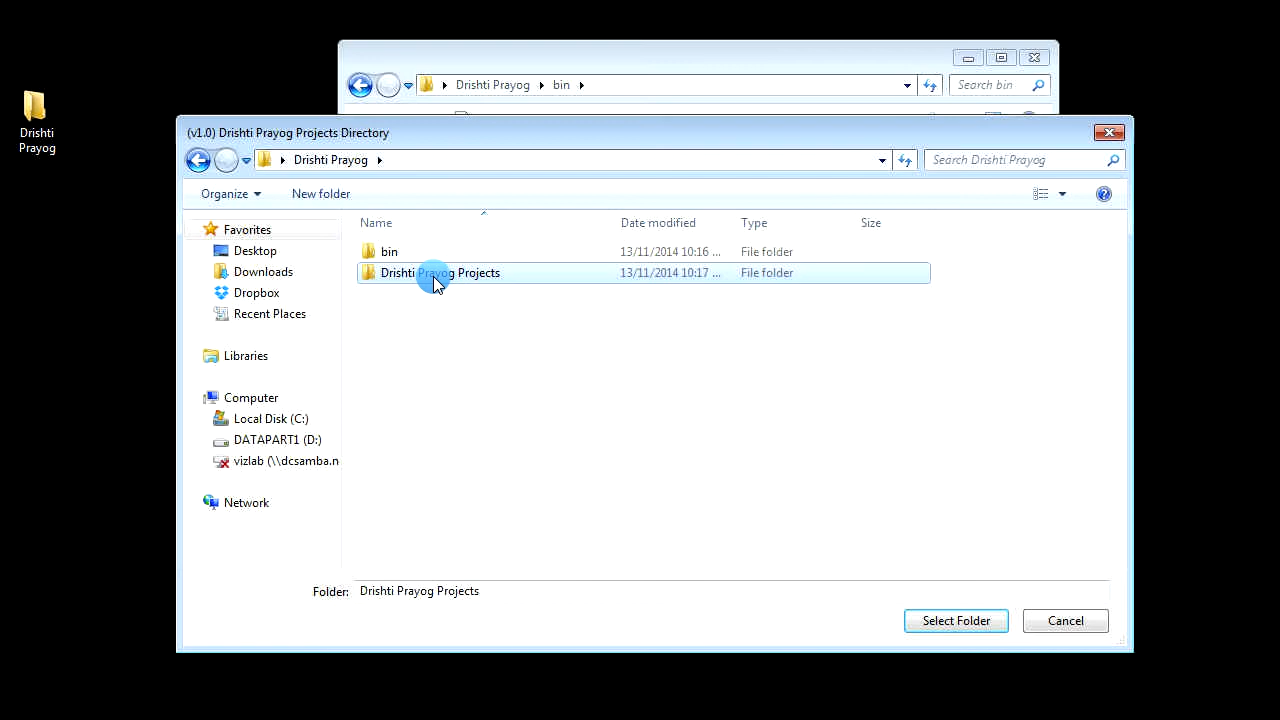 Drishti
Prayog
Drishti Prayog bin
Search bin
(v1.0) Drishti Prayog Projects Directory
Drishti Prayog
Search Drishti Prayog
Organize
New folder
Name
Date modified
Type
Size
bin
13/11/2014 10:16 ...
File folder
Drishti Prayog Projects
13/11/2014 10:17 ...
File folder
Favorites
Desktop
Downloads
Dropbox
Recent Places
Libraries
Computer
Local Disk (C:)
DATAPART1 (D:)
vizlab (\\dcsamba.n
Network
Folder:
Drishti Prayog Projects
Select Folder
Cancel